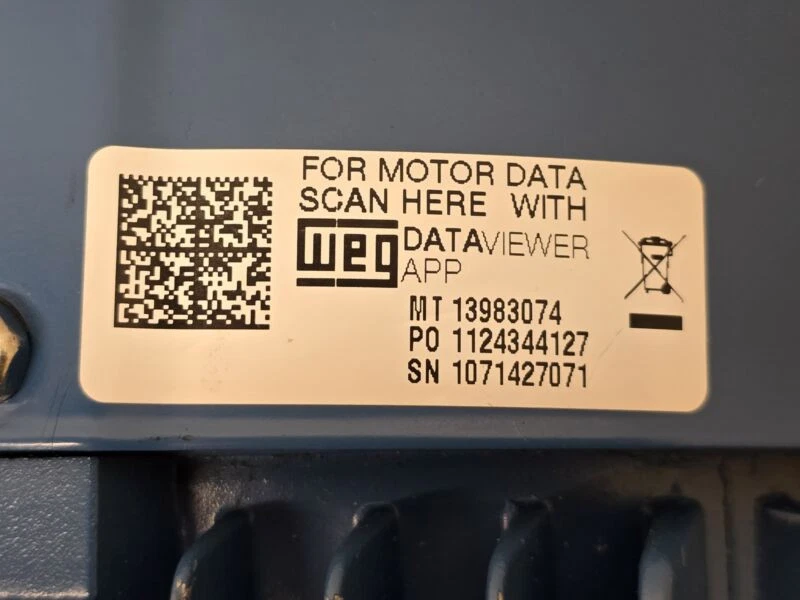 FOR MOTOR DATA
SCAN HERE WITH
WEG DATAVIEWER
APP
MT 13983074
PO 1124344127
SN 1071427071